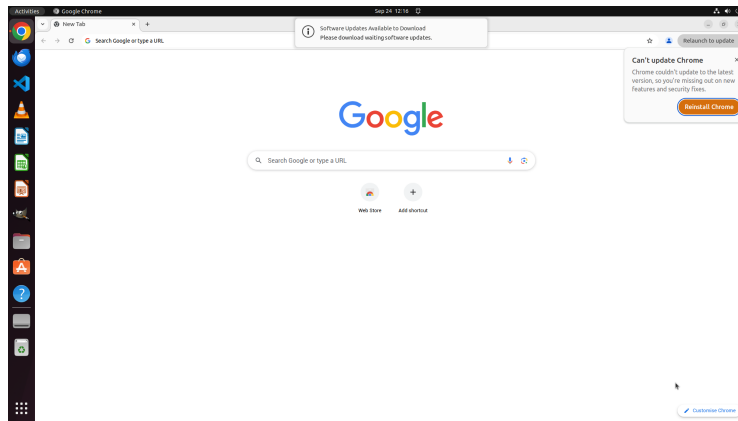 Activities
Google Chrome
Sep 24 12:16
New Tab
Search Google or type a URL
Software Updates Available to Download
Please download waiting software updates.
Relaunch to update
Can't update Chrome
Chrome couldn't update to the latest
version, so you're missing out on new
features and security fixes.
Reinstall Chrome
Google
Search Google or type a URL
Web Store
Add shortcut
Customise Chrome